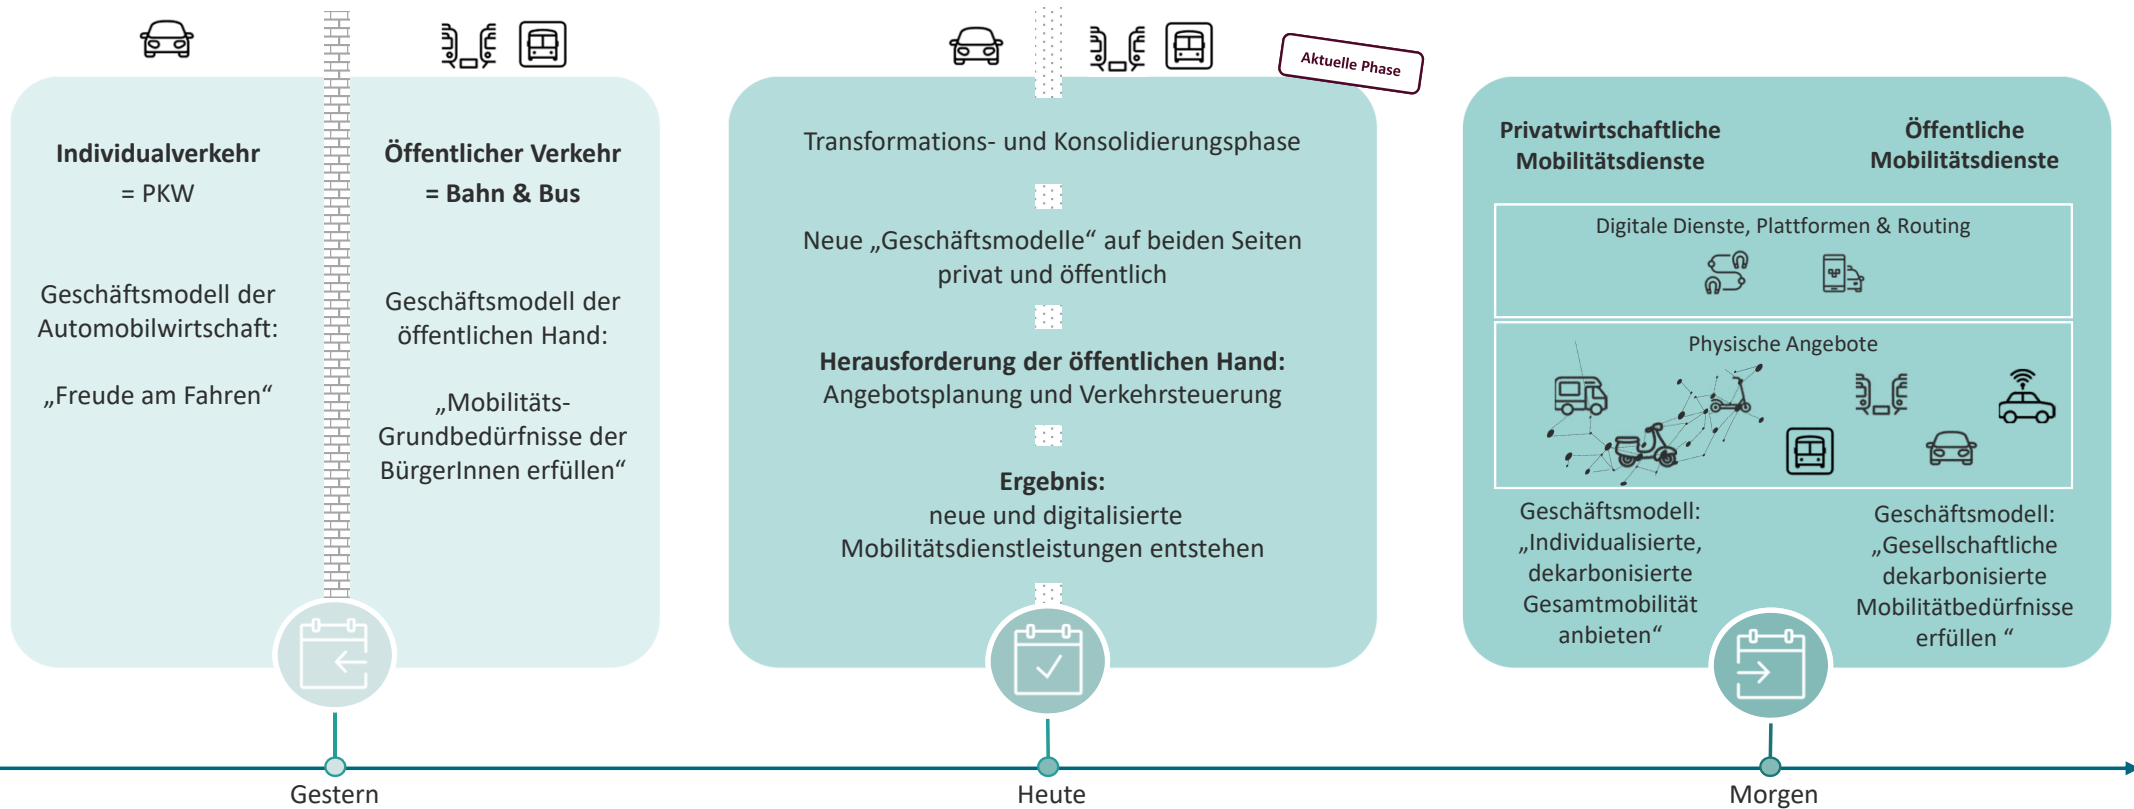 Individualverkehr
= PKW
Geschäftsmodell der
Automobilwirtschaft:
„Freude am Fahren“
Öffentlicher Verkehr
= Bahn & Bus
Geschäftsmodell der
öffentlichen Hand:
„Mobilitäts-
Grundbedürfnisse der
BürgerInnen erfüllen“
Aktuelle Phase
Transformations- und Konsolidierungsphase
Neue „Geschäftsmodelle“ auf beiden Seiten
privat und öffentlich
Herausforderung der öffentlichen Hand:
Angebotsplanung und Verkehrsteuerung
Ergebnis:
neue und digitalisierte
Mobilitätsdienstleistungen entstehen
Privatwirtschaftliche
Mobilitätsdienste
Öffentliche
Mobilitätsdienste
Digitale Dienste, Plattformen & Routing
Physische Angebote
Geschäftsmodell:
„Individualisierte,
dekarbonisierte
Gesamtmobilität
anbieten“
Geschäftsmodell:
„Gesellschaftliche
dekarbonisierte
Mobilitätbedürfnisse
erfüllen “
Gestern
Heute
Morgen